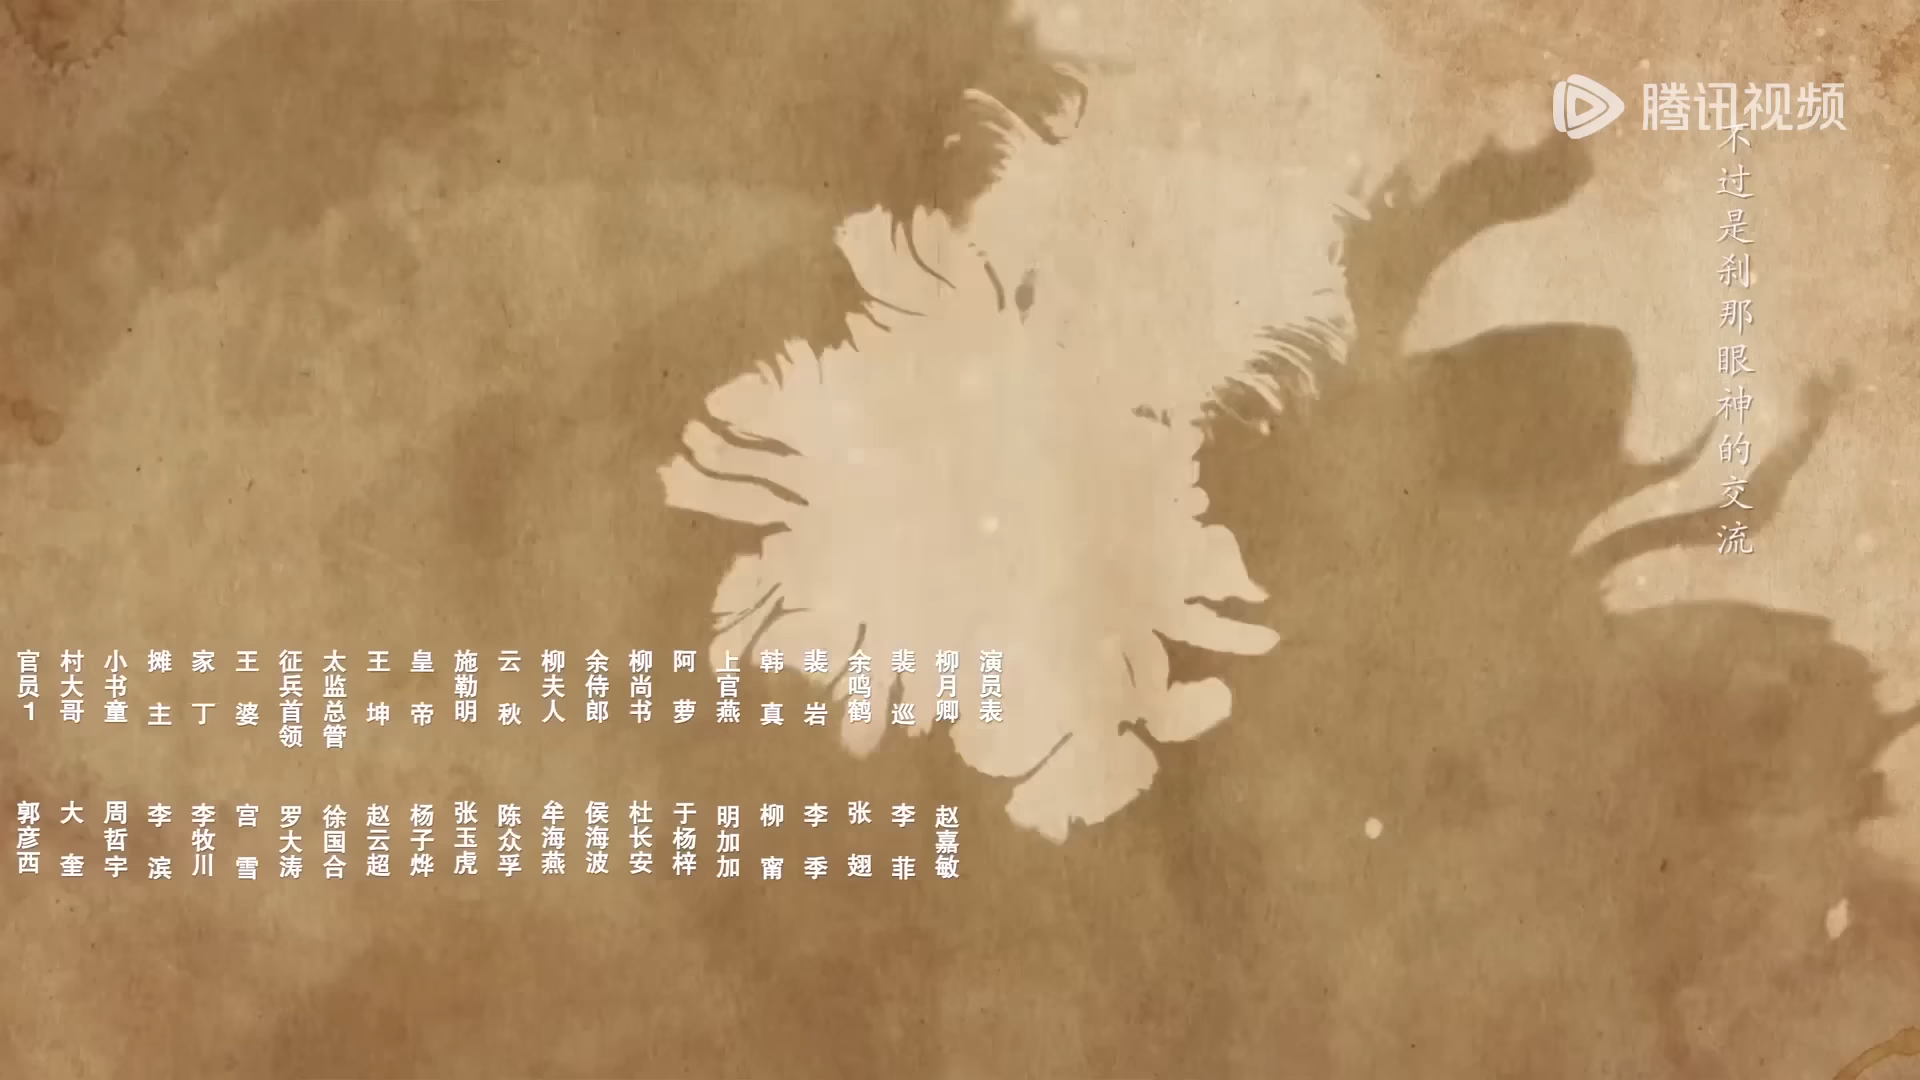 腾讯视频
不过是刹那眼神的交流
演员表
柳月卿 赵嘉敏
裴巡 李菲
余鸣鹤 张翅
裴岩 李季
韩真 柳甯
上官燕 明加加
阿萝 于杨梓
柳尚书 杜长安
余侍郎 侯海波
柳夫人 牟海燕
云秋 陈众孚
施勒明 张玉虎
皇帝 杨子烨
王坤 赵云超
太监总管 徐国合
征兵首领 罗大涛
王婆 宫雪
家丁 李牧川
摊主 李滨
小书童 周哲宇
村大哥 大奎
官员1 郭彦西